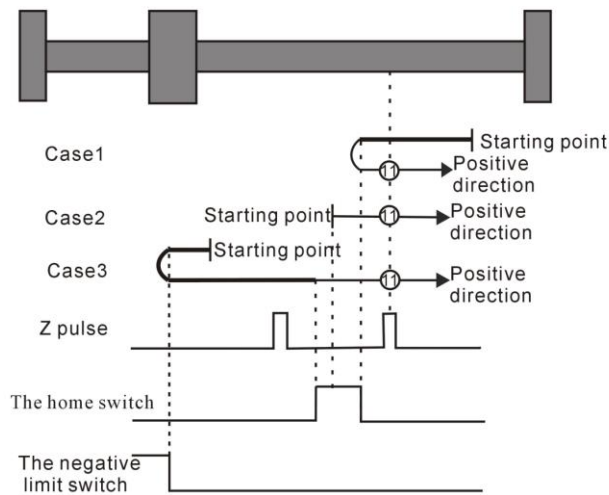 Case1
Starting point
11
Positive
direction
Case2
Starting point
11
Positive
direction
Case3
Starting point
11
Positive
direction
Z pulse
The home switch
The negative
limit switch